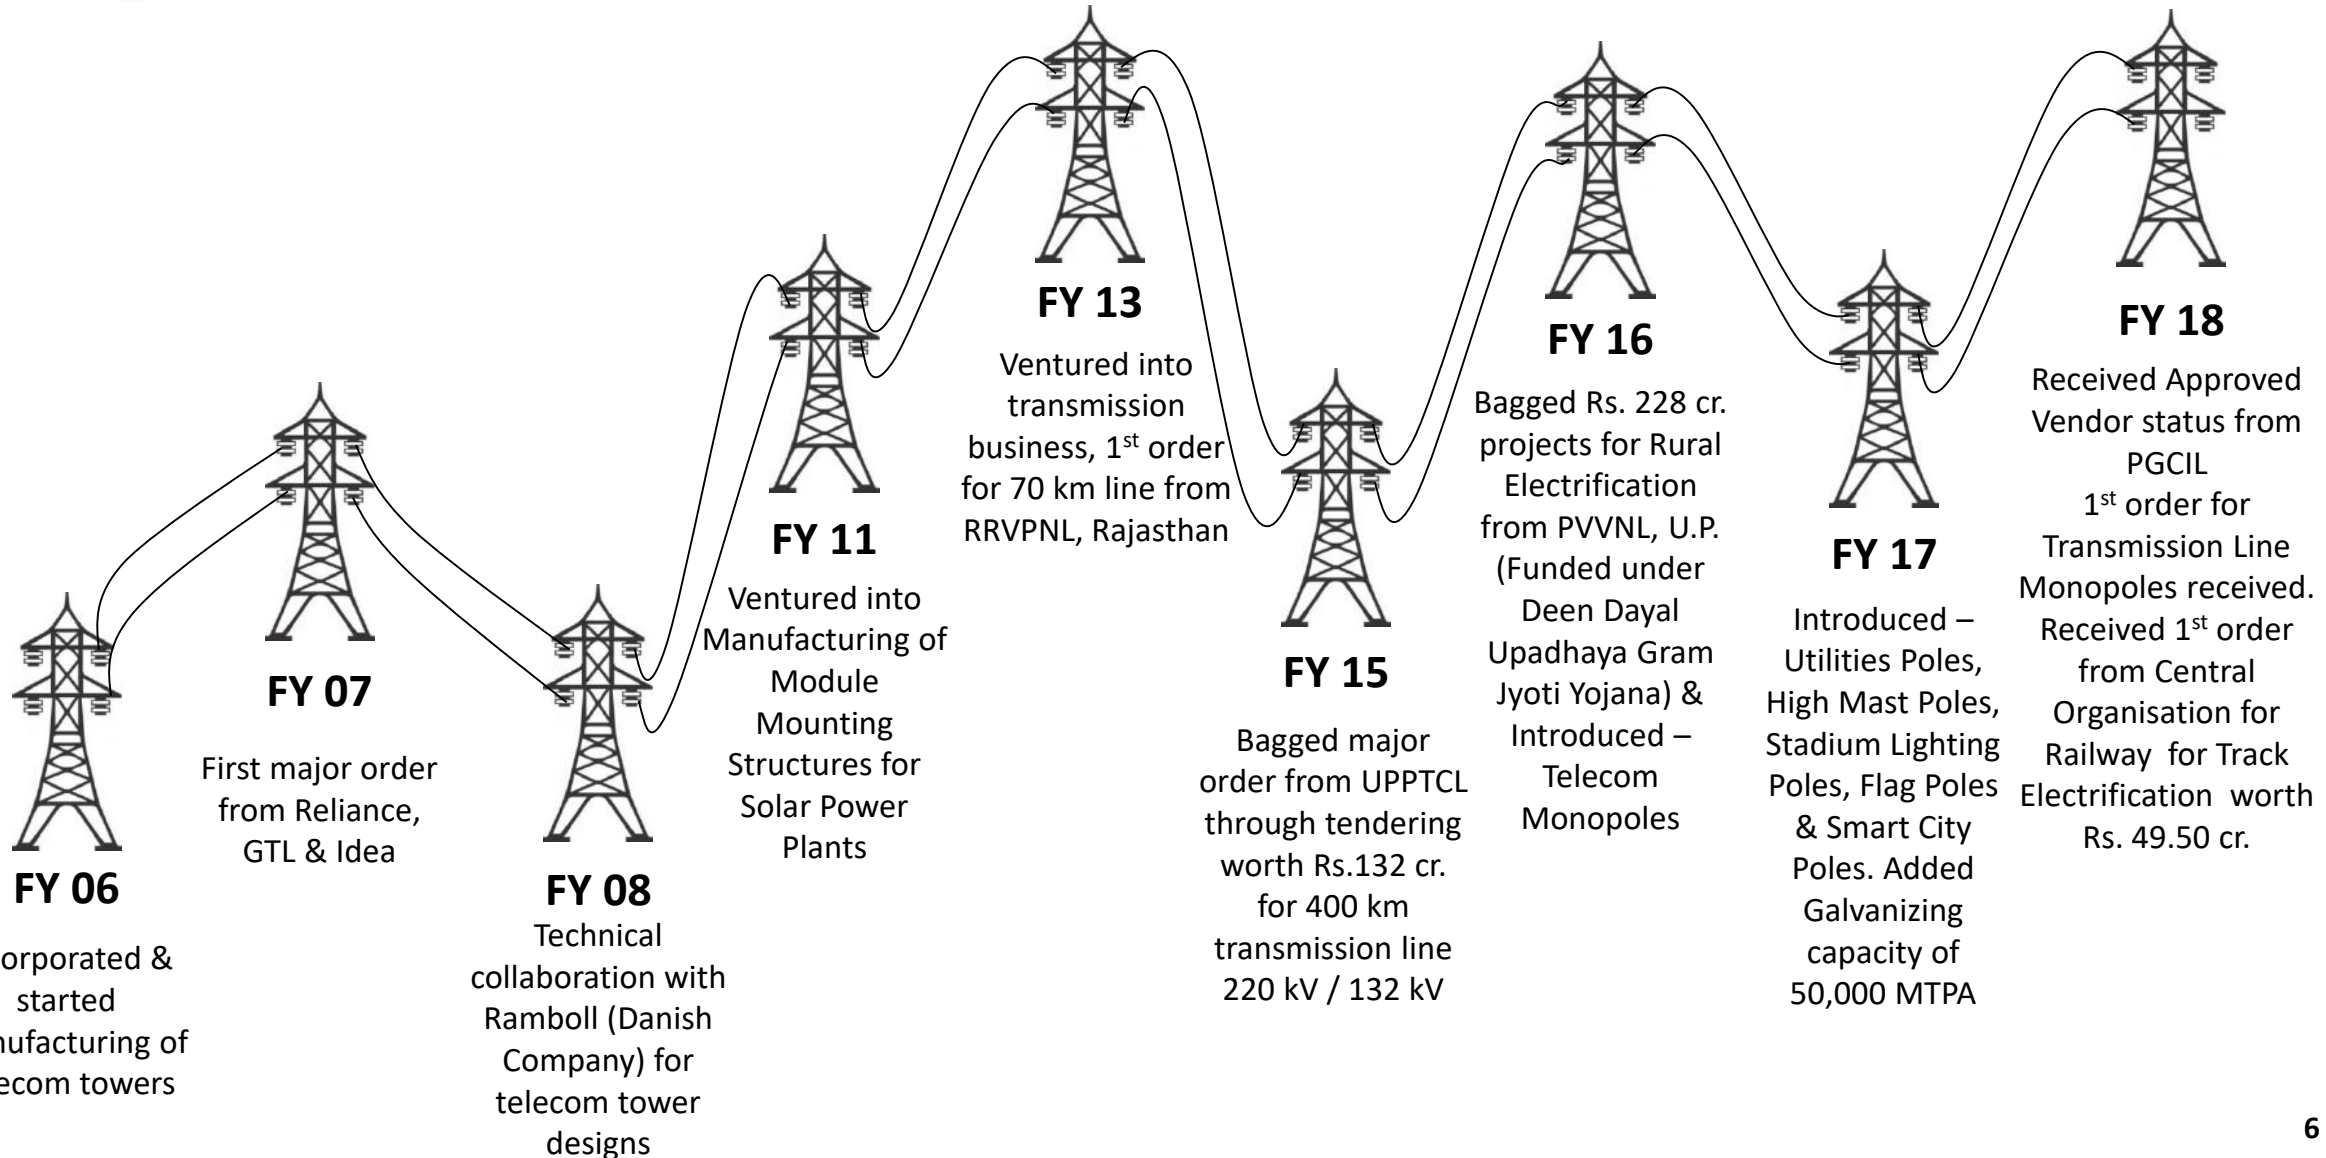 FY 06
orporated &
started
nufacturing of
ecom towers
FY 07
First major order
from Reliance,
GTL & Idea
FY 08
Technical
collaboration with
Ramboll (Danish
Company) for
telecom tower
designs
FY 11
Ventured into
Manufacturing of
Module
Mounting
Structures for
Solar Power
Plants
FY 13
Ventured into
transmission
business, 1st order
for 70 km line from
RRVPNL, Rajasthan
FY 15
Bagged major
order from UPPTCL
through tendering
worth Rs.132 cr.
for 400 km
transmission line
220 kV / 132 kV
FY 16
Bagged Rs. 228 cr.
projects for Rural
Electrification
from PVVNL, U.P.
(Funded under
Deen Dayal
Upadhaya Gram
Jyoti Yojana) &
Introduced –
Telecom
Monopoles
FY 17
Introduced –
Utilities Poles,
High Mast Poles,
Stadium Lighting
Poles, Flag Poles
& Smart City
Poles. Added
Galvanizing
capacity of
50,000 MTPA
FY 18
Received Approved
Vendor status from
PGCIL
1st order for
Transmission Line
Monopoles received.
Received 1st order
from Central
Organisation for
Railway for Track
Electrification worth
Rs. 49.50 cr.
6